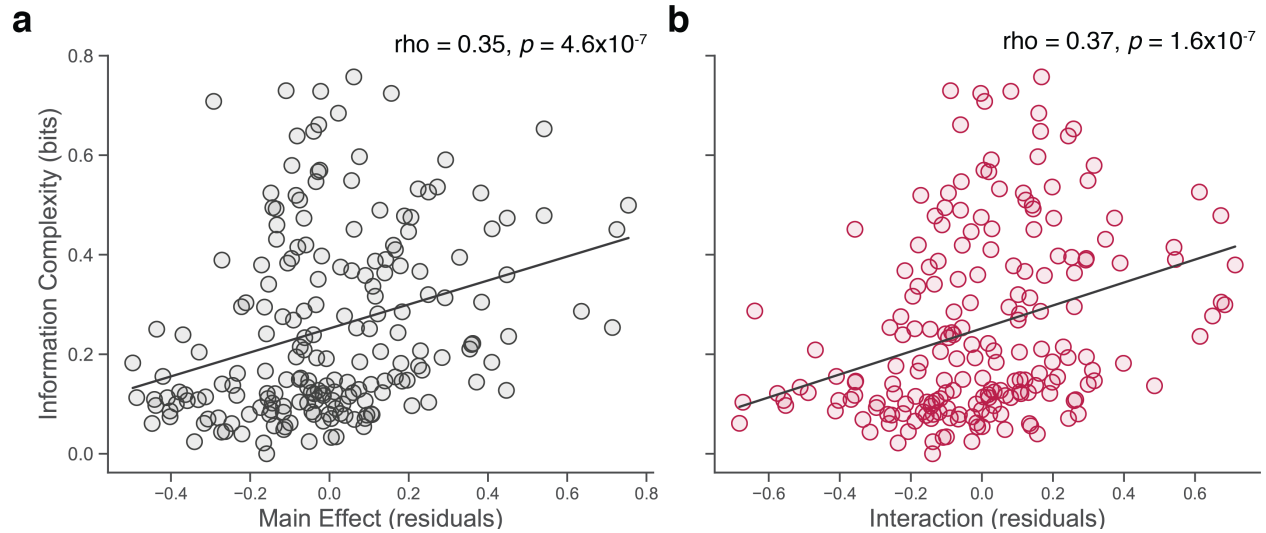 a
rho = 0.35, p = 4.6x10-7
Information Complexity (bits)
0.8
0.6
0.4
0.2
0.0
−0.4 −0.2 0.0 0.2 0.4 0.6 0.8
Main Effect (residuals)
b
rho = 0.37, p = 1.6x10-7
−0.6 −0.4 −0.2 0.0 0.2 0.4 0.6
Interaction (residuals)